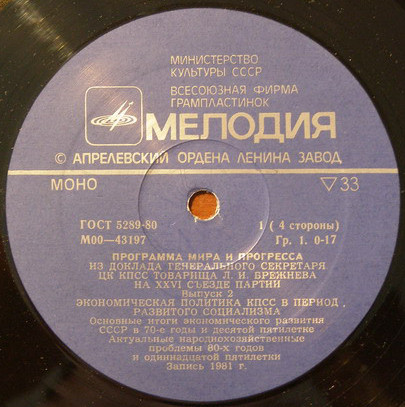 МИНИСТЕРСТВО
КУЛЬТУРЫ СССР
ВСЕСОЮЗНАЯ ФИРМА
ГРАМПЛАСТИНОК
МЕЛОДИЯ
© АПРЕЛЕВСКИЙ ОРДЕНА ЛЕНИНА ЗАВОД
МОНО ▽33
ГОСТ 5289-80 1 (4 стороны)
М00—43197 Гр. 1. 0-17
ПРОГРАММА МИРА И ПРОГРЕССА
ИЗ ДОКЛАДА ГЕНЕРАЛЬНОГО СЕКРЕТАРЯ
ЦК КПСС ТОВАРИЩА Л. И. БРЕЖНЕВА
НА XXVI СЪЕЗДЕ ПАРТИИ
Выпуск 2
ЭКОНОМИЧЕСКАЯ ПОЛИТИКА КПСС В ПЕРИОД
РАЗВИТОГО СОЦИАЛИЗМА
Основные итоги экономического развития
СССР в 70-е годы и десятой пятилетке
Актуальные народнохозяйственные
проблемы 80-х годов
и одиннадцатой пятилетки
Запись 1981 г.